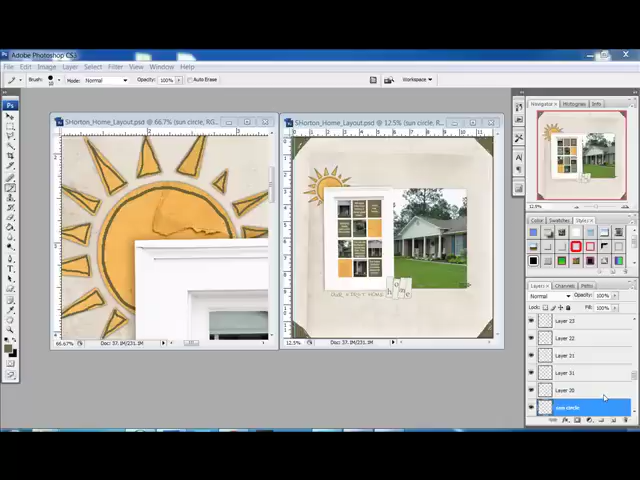 Adobe Photoshop CS3
File Edit Image Layer Select Filter View Window Help
Brush: Mode: Normal Opacity: 100% Auto Erase Workspace
SHorton_Home_Layout.psd @ 66.7% (sun circle, RG...
SHorton_Home_Layout.psd @ 12.5% (sun circle, R...
66.67% Doc: 37.1M/231.1M
12.5% Doc: 37.1M/231.1M
h o m e
Navigator Histogram Info
12.5%
Color Swatches Styles
Layers Channels Paths
Normal Opacity: 100%
Lock: Fill: 100%
Layer 23
Layer 22
Layer 21
Layer 31
Layer 20
sun circle